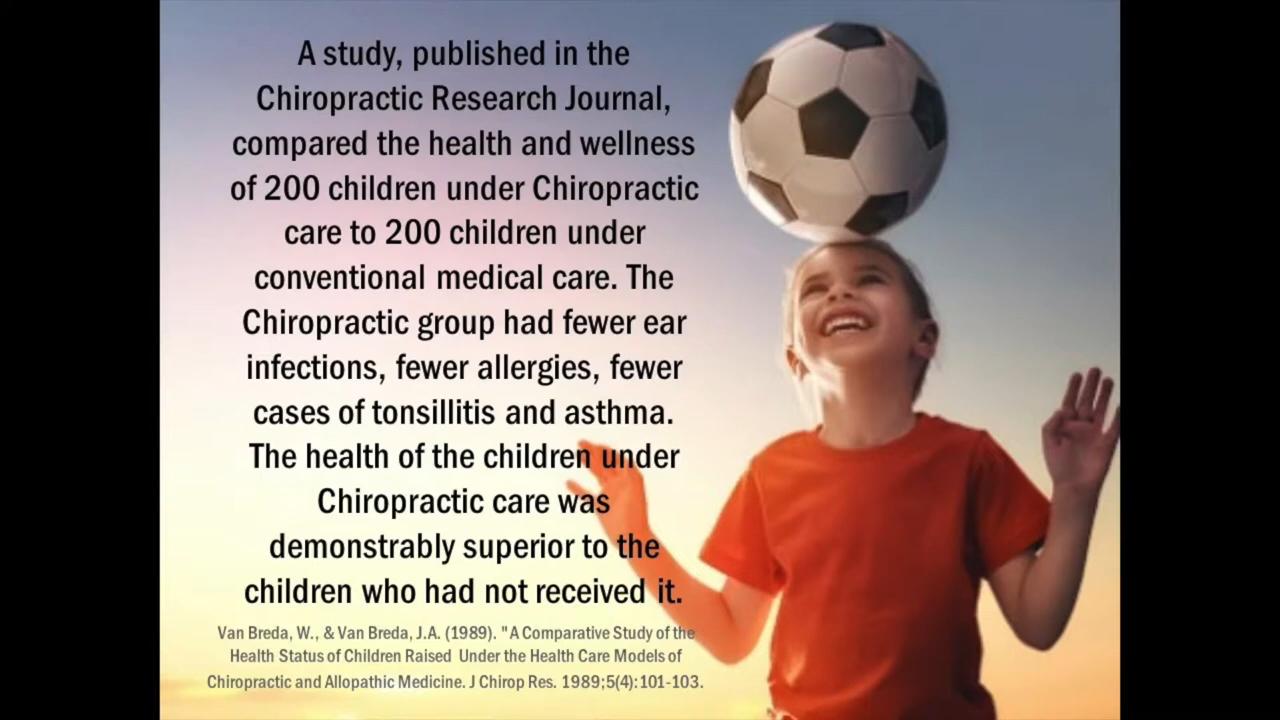 A study, published in the
Chiropractic Research Journal,
compared the health and wellness
of 200 children under Chiropractic
care to 200 children under
conventional medical care. The
Chiropractic group had fewer ear
infections, fewer allergies, fewer
cases of tonsillitis and asthma.
The health of the children under
Chiropractic care was
demonstrably superior to the
children who had not received it.
Van Breda, W., & Van Breda, J.A. (1989). "A Comparative Study of the
Health Status of Children Raised Under the Health Care Models of
Chiropractic and Allopathic Medicine. J Chirop Res. 1989;5(4):101-103.